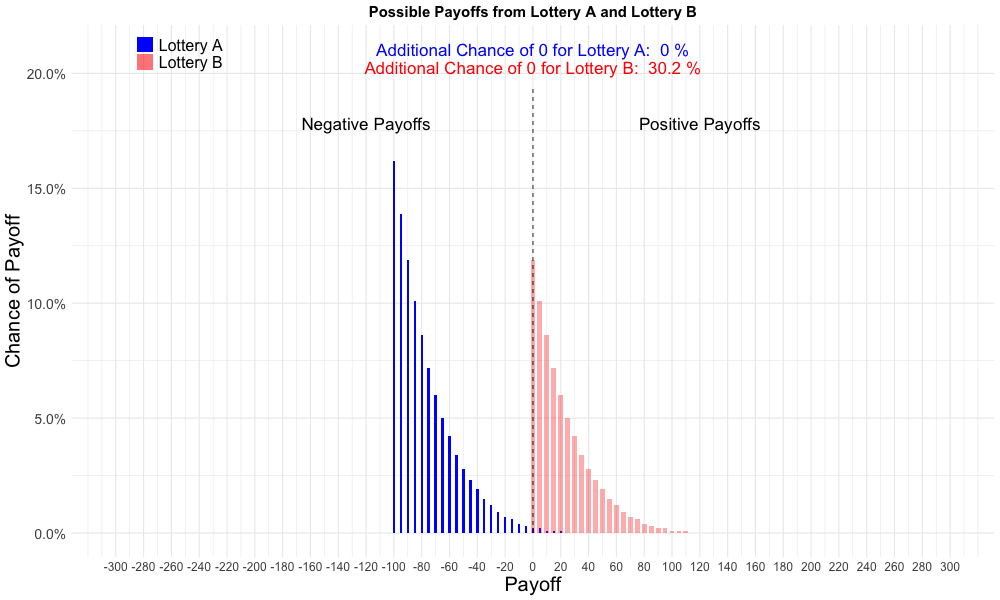 Possible Payoffs from Lottery A and Lottery B
Lottery A
Lottery B
Additional Chance of 0 for Lottery A:  0 %
Additional Chance of 0 for Lottery B:  30.2 %
Negative Payoffs
Positive Payoffs
Chance of Payoff
20.0%
15.0%
10.0%
5.0%
0.0%
-300 -280 -260 -240 -220 -200 -180 -160 -140 -120 -100 -80 -60 -40 -20 0 20 40 60 80 100 120 140 160 180 200 220 240 260 280 300
Payoff